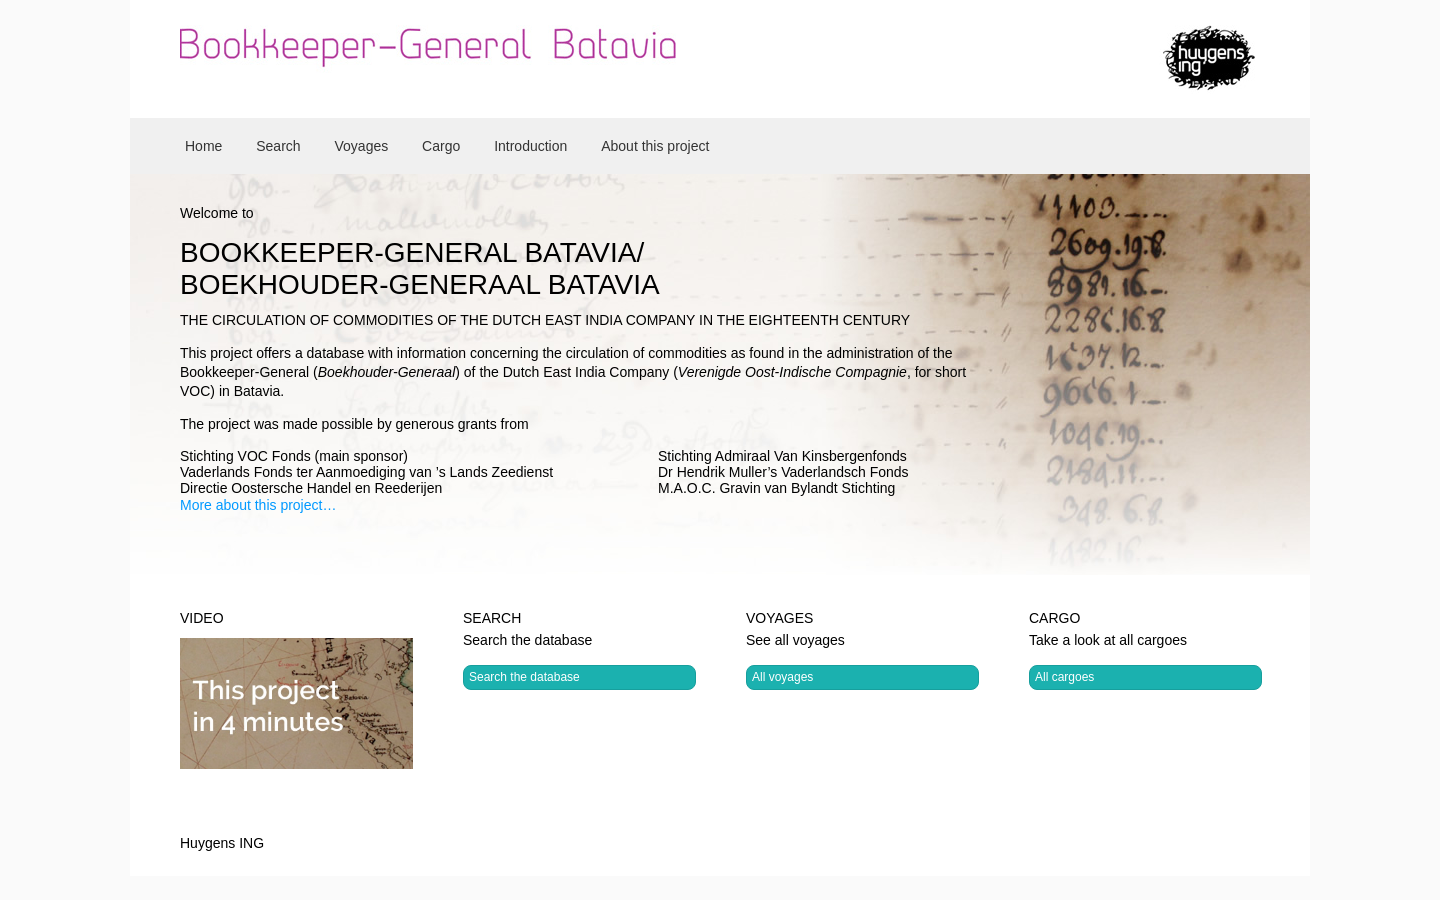 Bookkeeper-General Batavia
huygens
ing
Home
Search
Voyages
Cargo
Introduction
About this project
Welcome to
BOOKKEEPER-GENERAL BATAVIA/
BOEKHOUDER-GENERAAL BATAVIA
THE CIRCULATION OF COMMODITIES OF THE DUTCH EAST INDIA COMPANY IN THE EIGHTEENTH CENTURY
This project offers a database with information concerning the circulation of commodities as found in the administration of the
Bookkeeper-General (Boekhouder-Generaal) of the Dutch East India Company (Verenigde Oost-Indische Compagnie, for short
VOC) in Batavia.
The project was made possible by generous grants from
Stichting VOC Fonds (main sponsor)
Vaderlands Fonds ter Aanmoediging van ’s Lands Zeedienst
Directie Oostersche Handel en Reederijen
Stichting Admiraal Van Kinsbergenfonds
Dr Hendrik Muller’s Vaderlandsch Fonds
M.A.O.C. Gravin van Bylandt Stichting
More about this project…
VIDEO
This project
in 4 minutes
SEARCH
Search the database
Search the database
VOYAGES
See all voyages
All voyages
CARGO
Take a look at all cargoes
All cargoes
Huygens ING